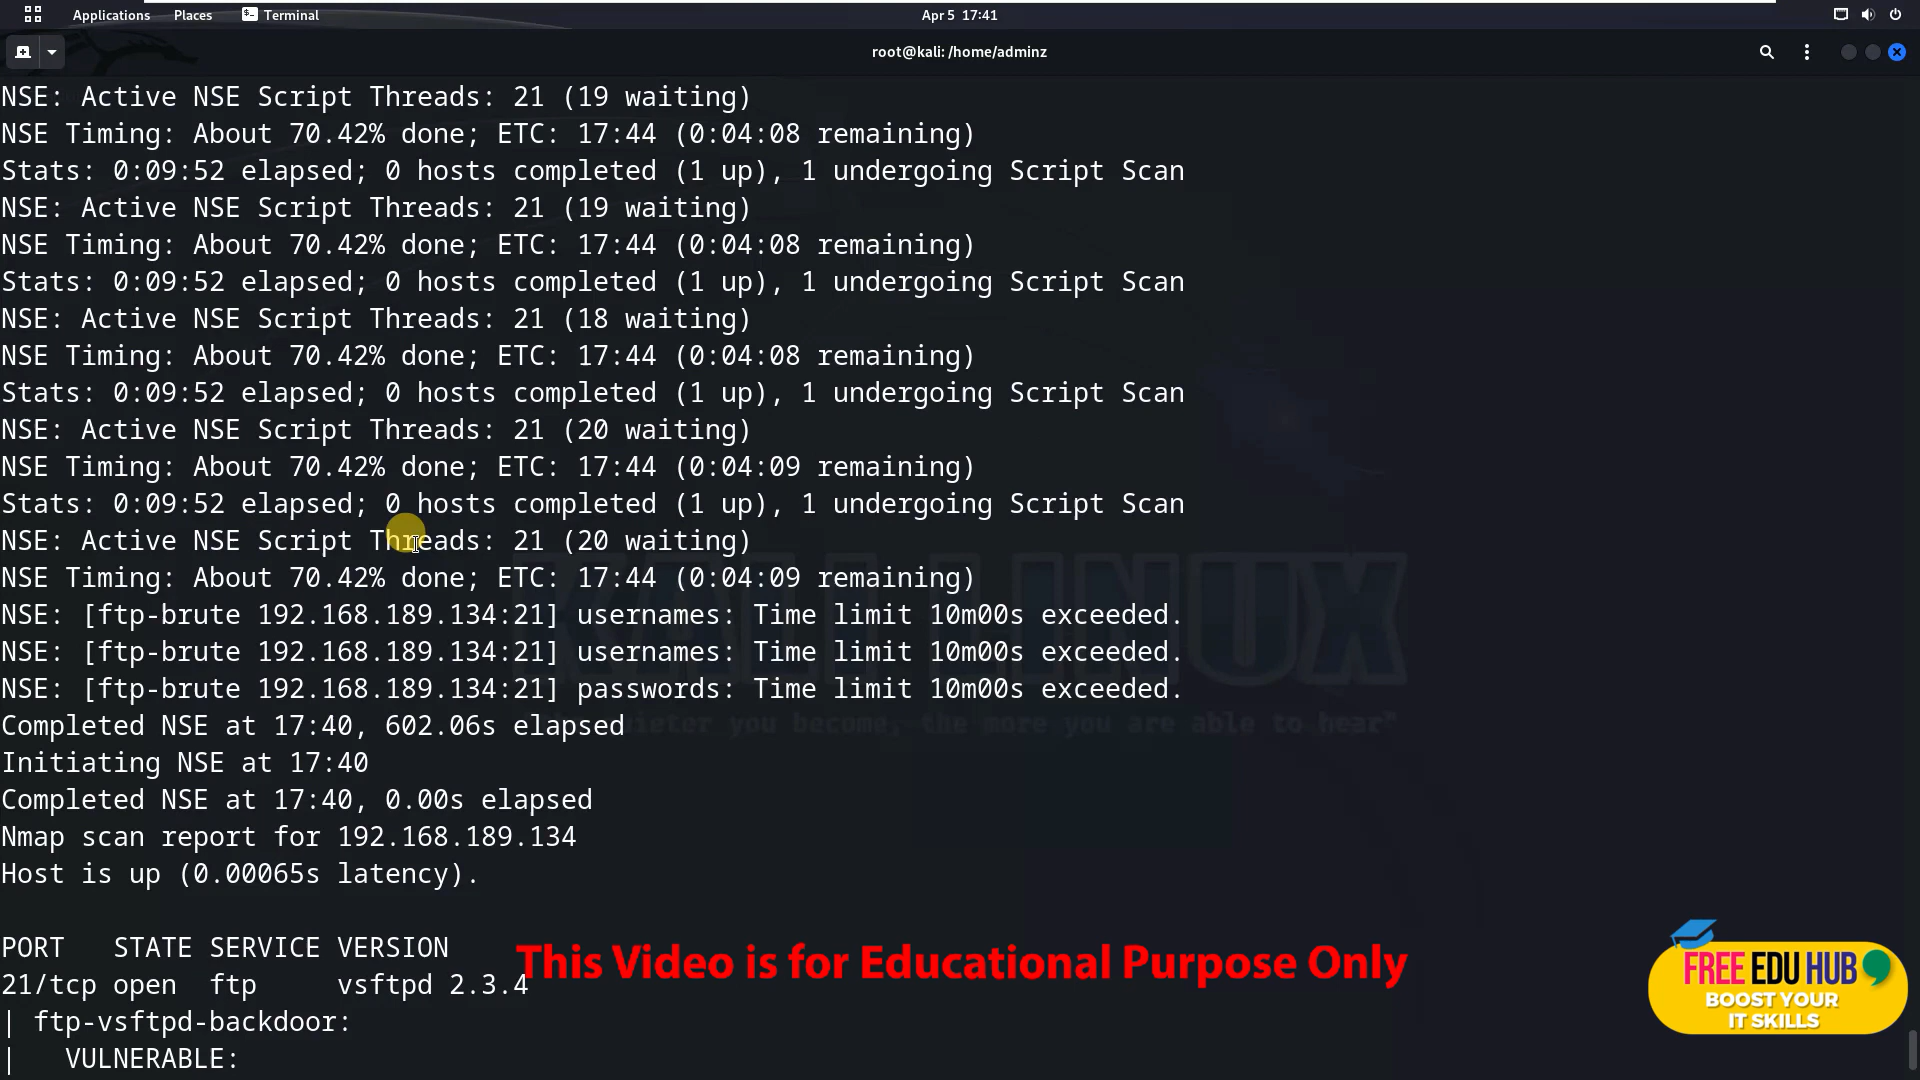 Applications Places Terminal Apr 5 17:41
root@kali: /home/adminz
NSE: Active NSE Script Threads: 21 (19 waiting)
NSE Timing: About 70.42% done; ETC: 17:44 (0:04:08 remaining)
Stats: 0:09:52 elapsed; 0 hosts completed (1 up), 1 undergoing Script Scan
NSE: Active NSE Script Threads: 21 (19 waiting)
NSE Timing: About 70.42% done; ETC: 17:44 (0:04:08 remaining)
Stats: 0:09:52 elapsed; 0 hosts completed (1 up), 1 undergoing Script Scan
NSE: Active NSE Script Threads: 21 (18 waiting)
NSE Timing: About 70.42% done; ETC: 17:44 (0:04:08 remaining)
Stats: 0:09:52 elapsed; 0 hosts completed (1 up), 1 undergoing Script Scan
NSE: Active NSE Script Threads: 21 (20 waiting)
NSE Timing: About 70.42% done; ETC: 17:44 (0:04:09 remaining)
Stats: 0:09:52 elapsed; 0 hosts completed (1 up), 1 undergoing Script Scan
NSE: Active NSE Script Threads: 21 (20 waiting)
NSE Timing: About 70.42% done; ETC: 17:44 (0:04:09 remaining)
NSE: [ftp-brute 192.168.189.134:21] usernames: Time limit 10m00s exceeded.
NSE: [ftp-brute 192.168.189.134:21] usernames: Time limit 10m00s exceeded.
NSE: [ftp-brute 192.168.189.134:21] passwords: Time limit 10m00s exceeded.
KALI LINUX
Completed NSE at 17:40, 602.06s elapsed
you become, the more you are able to hear"
Initiating NSE at 17:40
Completed NSE at 17:40, 0.00s elapsed
Nmap scan report for 192.168.189.134
Host is up (0.00065s latency).
PORT STATE SERVICE VERSION
21/tcp open ftp vsftpd 2.3.4
| ftp-vsftpd-backdoor:
| VULNERABLE:
This Video is for Educational Purpose Only
FREE EDU HUB
BOOST YOUR
IT SKILLS